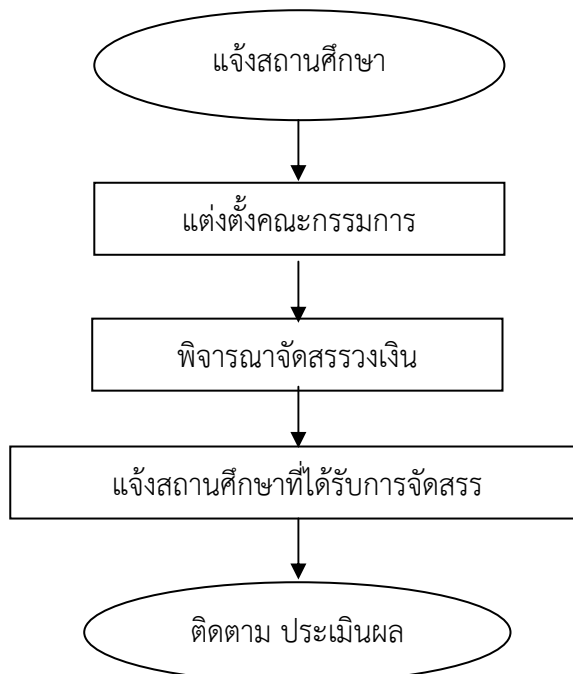 แจ้งสถานศึกษา
แต่งตั้งคณะกรรมการ
พิจารณาจัดสรรวงเงิน
แจ้งสถานศึกษาที่ได้รับการจัดสรร
ติดตาม ประเมินผล